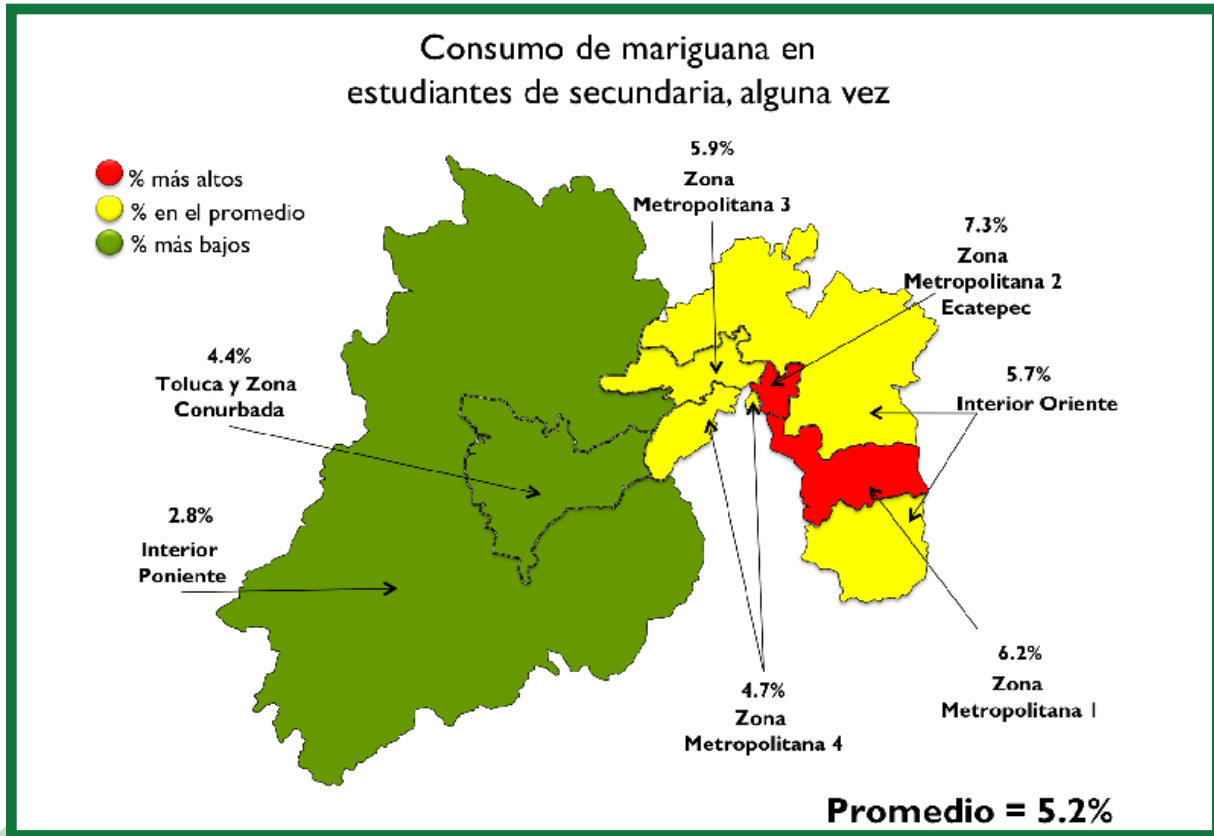 Consumo de mariguana en
estudiantes de secundaria, alguna vez
% más altos
% en el promedio
% más bajos
5.9%
Zona
Metropolitana 3
7.3%
Zona
Metropolitana 2
Ecatepec
4.4%
Toluca y Zona
Conurbada
5.7%
Interior Oriente
2.8%
Interior
Poniente
4.7%
Zona
Metropolitana 4
6.2%
Zona
Metropolitana 1
Promedio = 5.2%